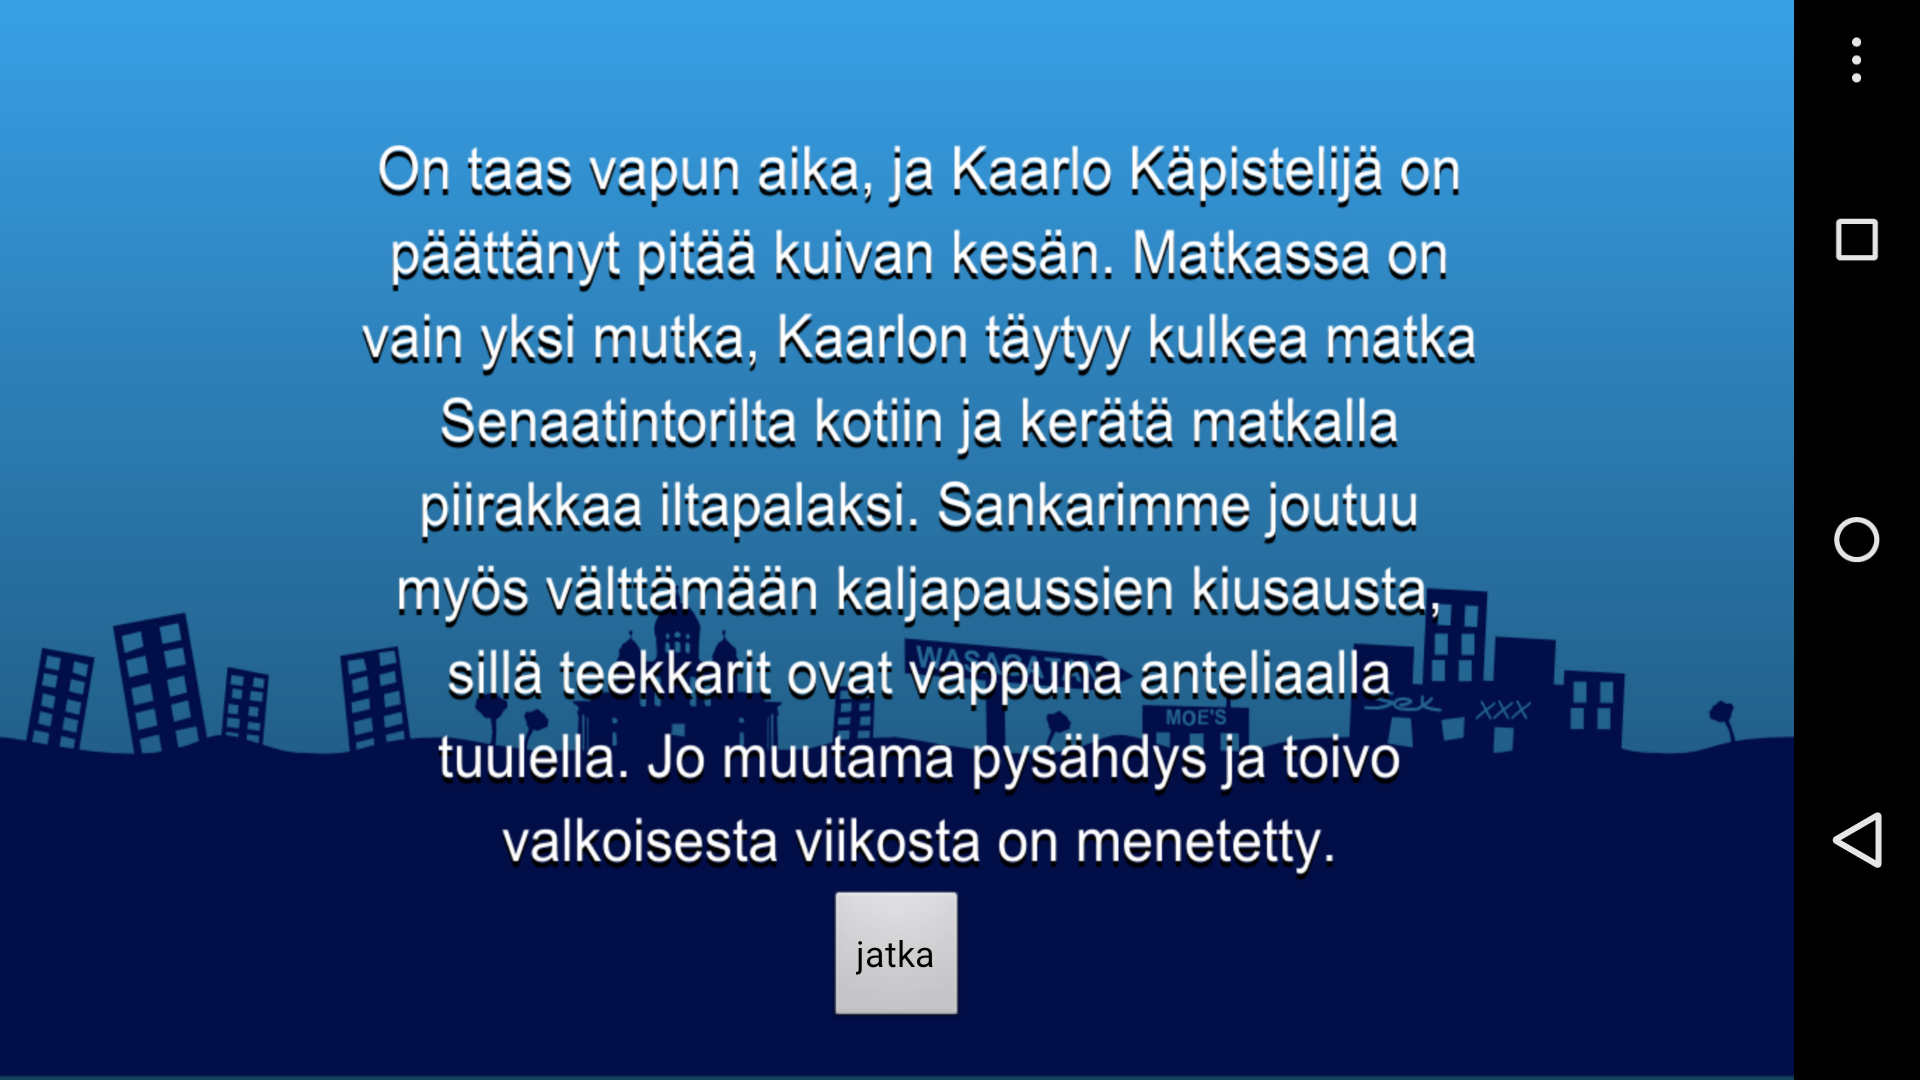 On taas vapun aika, ja Kaarlo Käpistelijä on
päättänyt pitää kuivan kesän. Matkassa on
vain yksi mutka, Kaarlon täytyy kulkea matka
Senaatintorilta kotiin ja kerätä matkalla
piirakkaa iltapalaksi. Sankarimme joutuu
myös välttämään kaljapaussien kiusausta,
sillä teekkarit ovat vappuna anteliaalla
tuulella. Jo muutama pysähdys ja toivo
valkoisesta viikosta on menetetty.
MOE'S
Sex
XXX
jatka